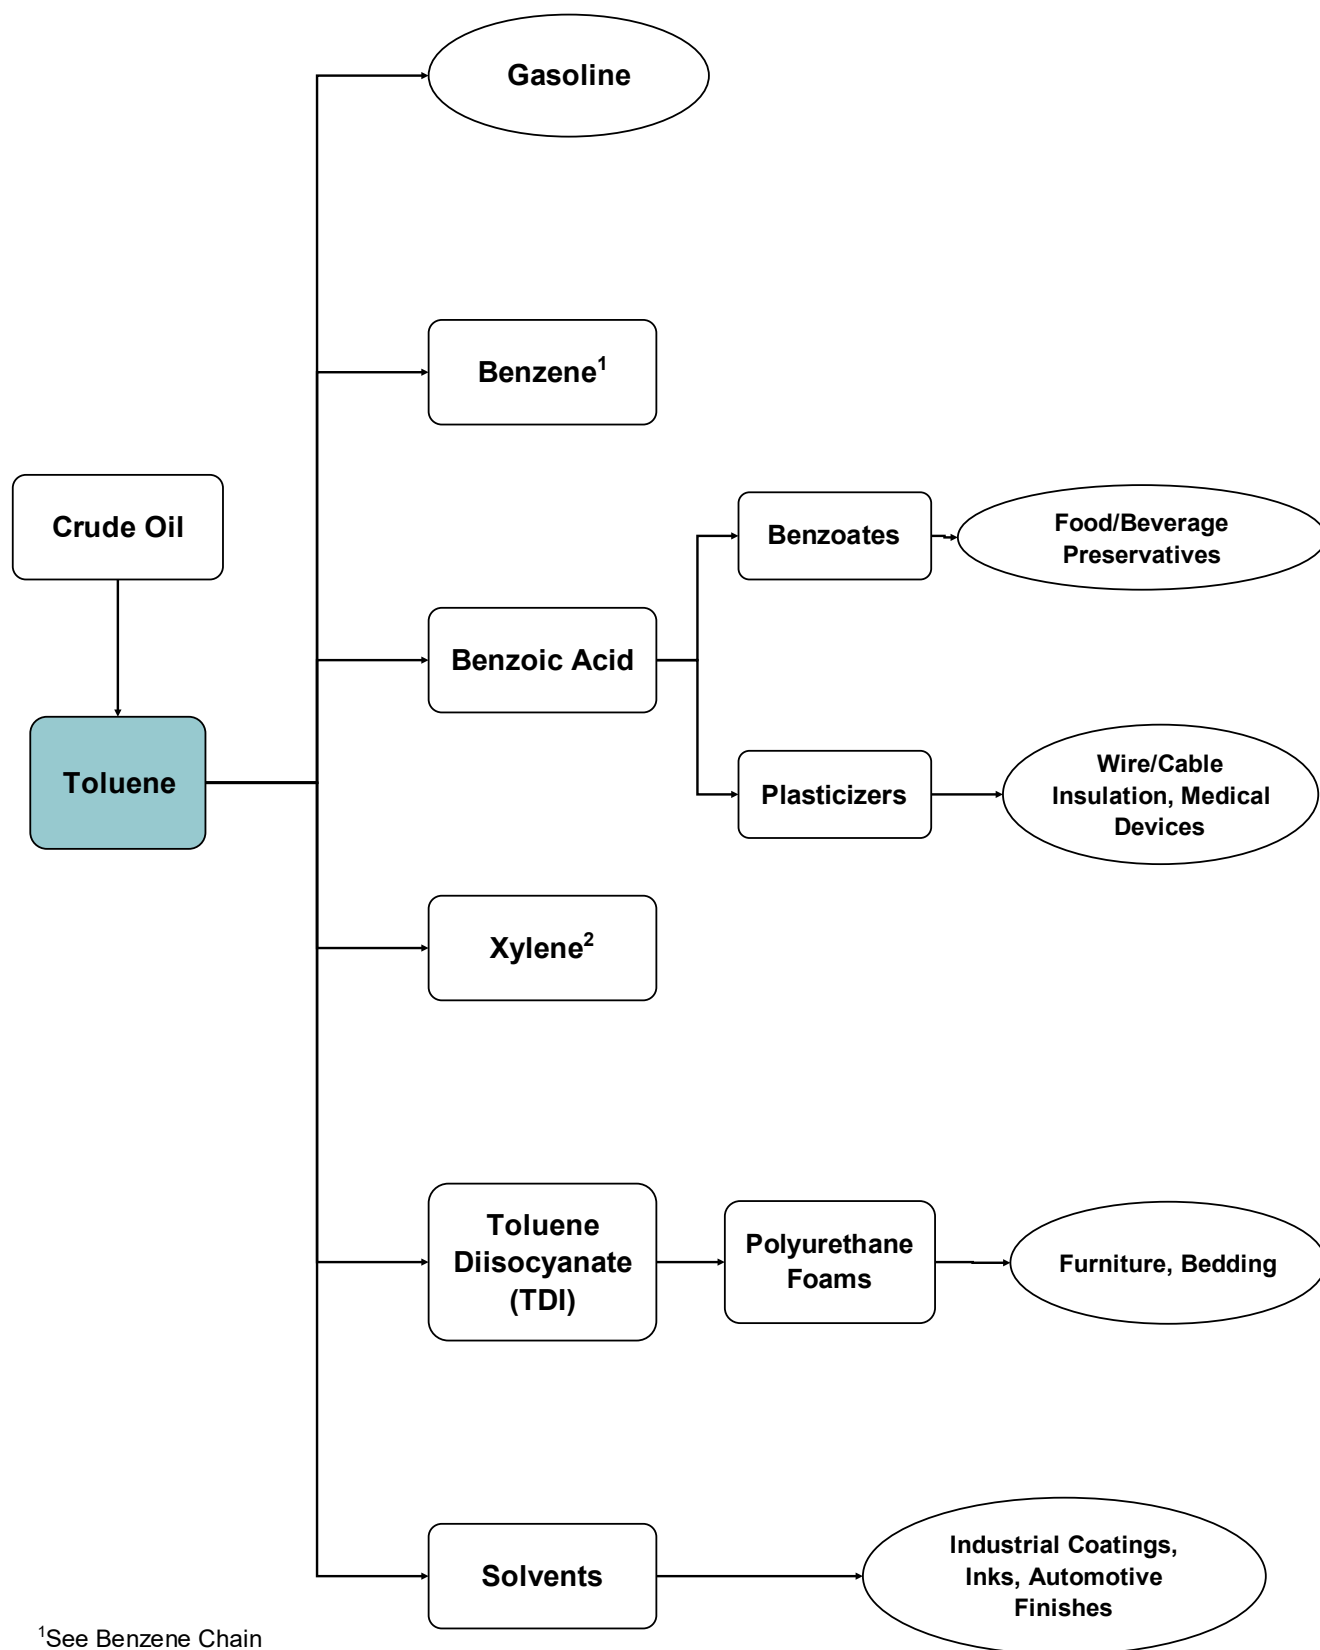 Gasoline
Benzene¹
Crude Oil
Benzoates
Food/Beverage
Preservatives
Benzoic Acid
Toluene
Plasticizers
Wire/Cable
Insulation, Medical
Devices
Xylene²
Toluene
Diisocyanate
(TDI)
Polyurethane
Foams
Furniture, Bedding
Solvents
Industrial Coatings,
Inks, Automotive
Finishes
¹See Benzene Chain